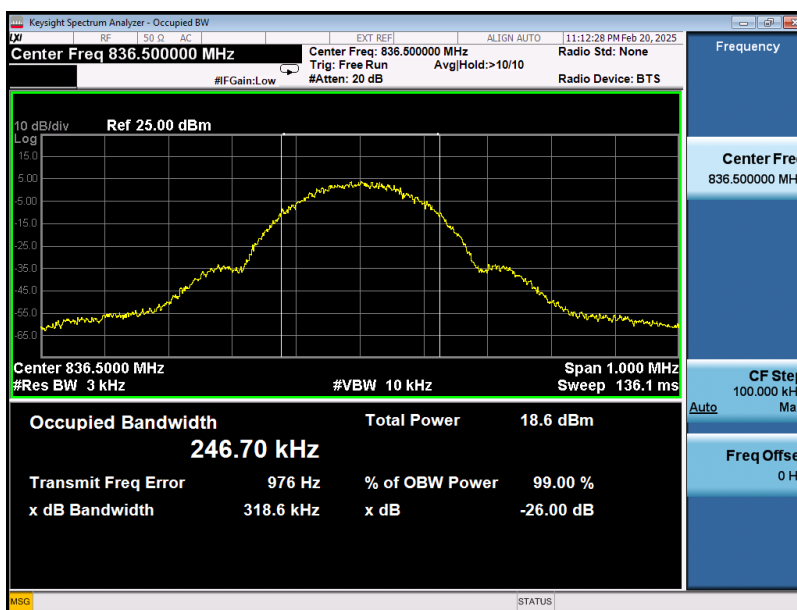 Keysight Spectrum Analyzer - Occupied BW
LXI RF 50 Ω AC EXT REF ALIGN AUTO 11:12:28 PM Feb 20, 2025
Center Freq 836.500000 MHz
Center Freq: 836.500000 MHz
Radio Std: None
Trig: Free Run Avg|Hold:>10/10
#IFGain:Low
#Atten: 20 dB
Radio Device: BTS
10 dB/div Ref 25.00 dBm
Log
15.0
5.00
-5.00
-15.0
-25.0
-35.0
-45.0
-55.0
-65.0
Center 836.5000 MHz Span 1.000 MHz
#Res BW 3 kHz #VBW 10 kHz Sweep 136.1 ms
Occupied Bandwidth Total Power 18.6 dBm
246.70 kHz
Transmit Freq Error 976 Hz % of OBW Power 99.00 %
x dB Bandwidth 318.6 kHz x dB -26.00 dB
MSG STATUS
Frequency
Center Fre
836.500000 MH
CF Ste
100.000 kH
Auto Ma
Freq Offse
0 H